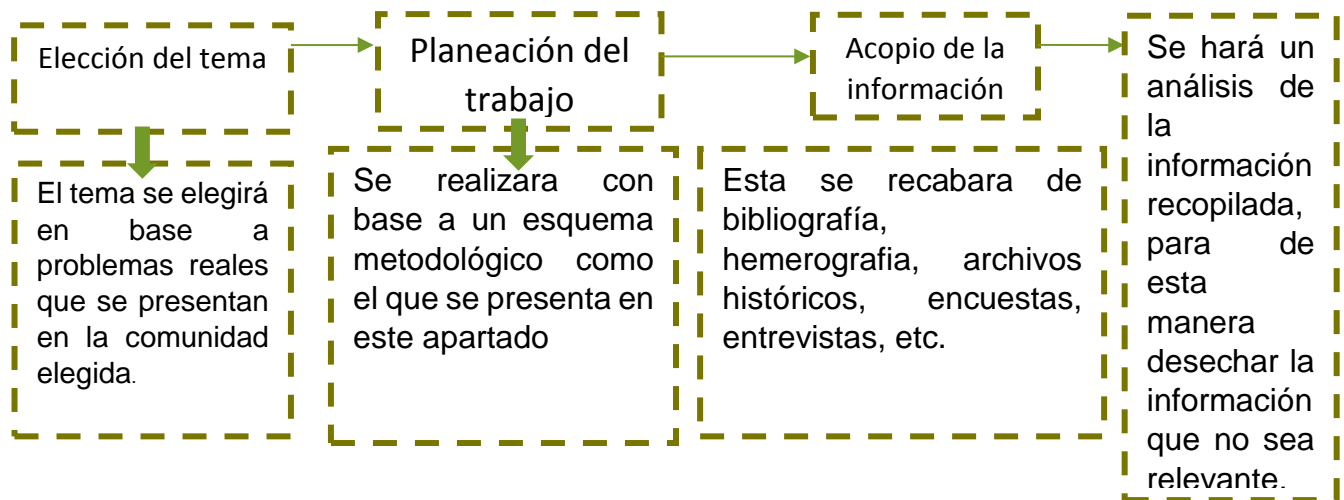 Elección del tema
Planeación del
trabajo
Acopio de la
información
Se hará un
análisis de
la
información
recopilada,
para de
esta
manera
desechar la
información
que no sea
relevante.
El tema se elegirá
en base a
problemas reales
que se presentan
en la comunidad
elegida.
Se realizara con
base a un esquema
metodológico como
el que se presenta en
este apartado
Esta se recabara de
bibliografía,
hemerografia, archivos
históricos, encuestas,
entrevistas, etc.